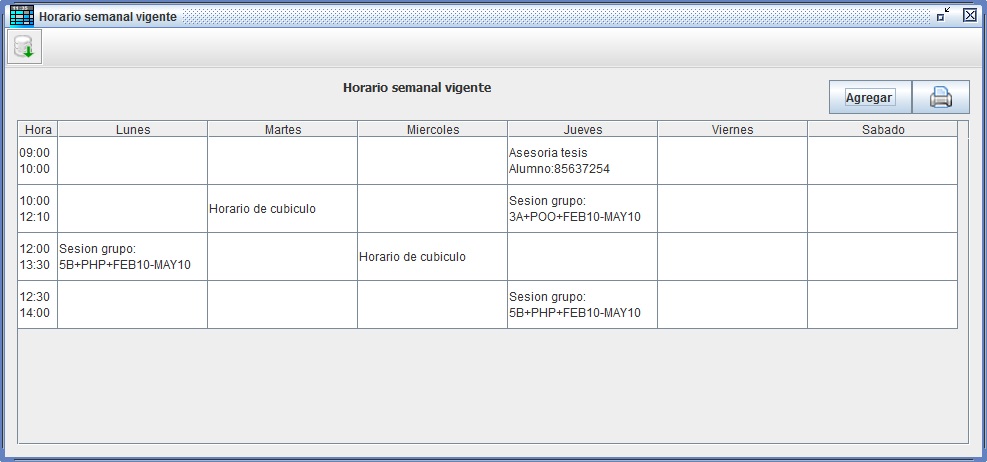 Horario semanal vigente
Horario semanal vigente
Agregar
Hora Lunes Martes Miercoles Jueves Viernes Sabado
09:00 Asesoria tesis
10:00 Alumno:85637254
10:00 Horario de cubiculo Sesion grupo:
12:10 3A+POO+FEB10-MAY10
12:00 Sesion grupo: Horario de cubiculo
13:30 5B+PHP+FEB10-MAY10
12:30 Sesion grupo:
14:00 5B+PHP+FEB10-MAY10